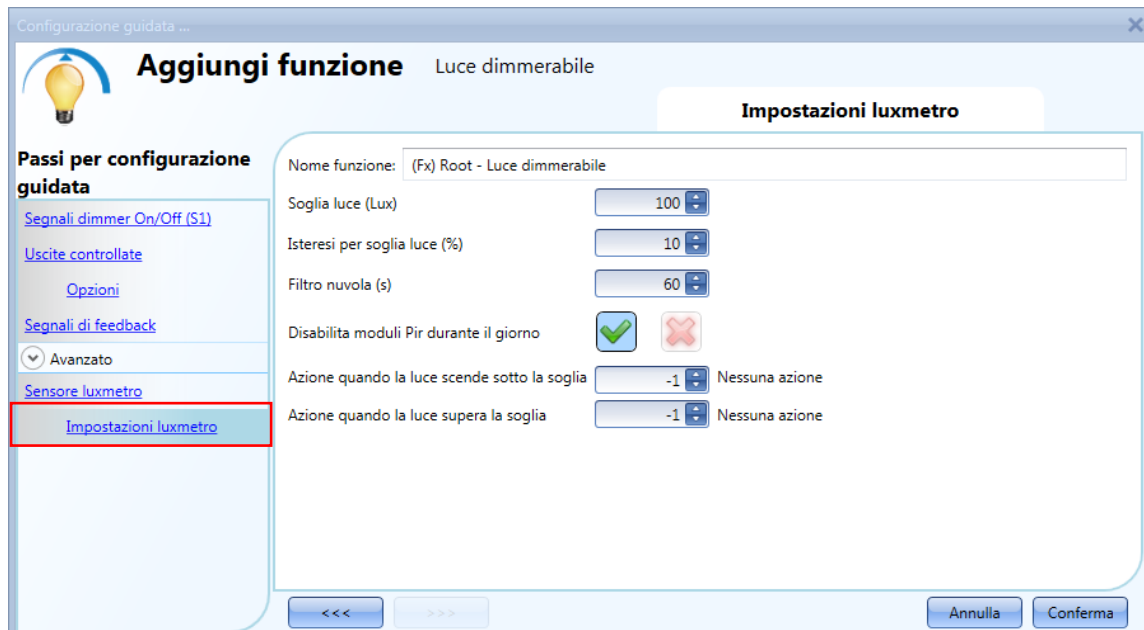 Configurazione guidata ...
Aggiungi funzione Luce dimmerabile
Impostazioni luxmetro
Passi per configurazione
guidata
Segnali dimmer On/Off (S1)
Uscite controllate
Opzioni
Segnali di feedback
Avanzato
Sensore luxmetro
Impostazioni luxmetro
Nome funzione: (Fx) Root - Luce dimmerabile
Soglia luce (Lux) 100
Isteresi per soglia luce (%) 10
Filtro nuvola (s) 60
Disabilita moduli Pir durante il giorno
Azione quando la luce scende sotto la soglia -1 Nessuna azione
Azione quando la luce supera la soglia -1 Nessuna azione
<<< >>> Annulla Conferma